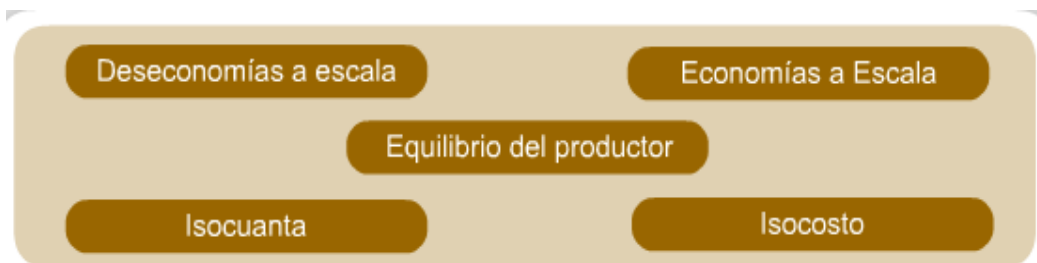 Deseconomías a escala
Economías a Escala
Equilibrio del productor
Isocuanta
Isocosto